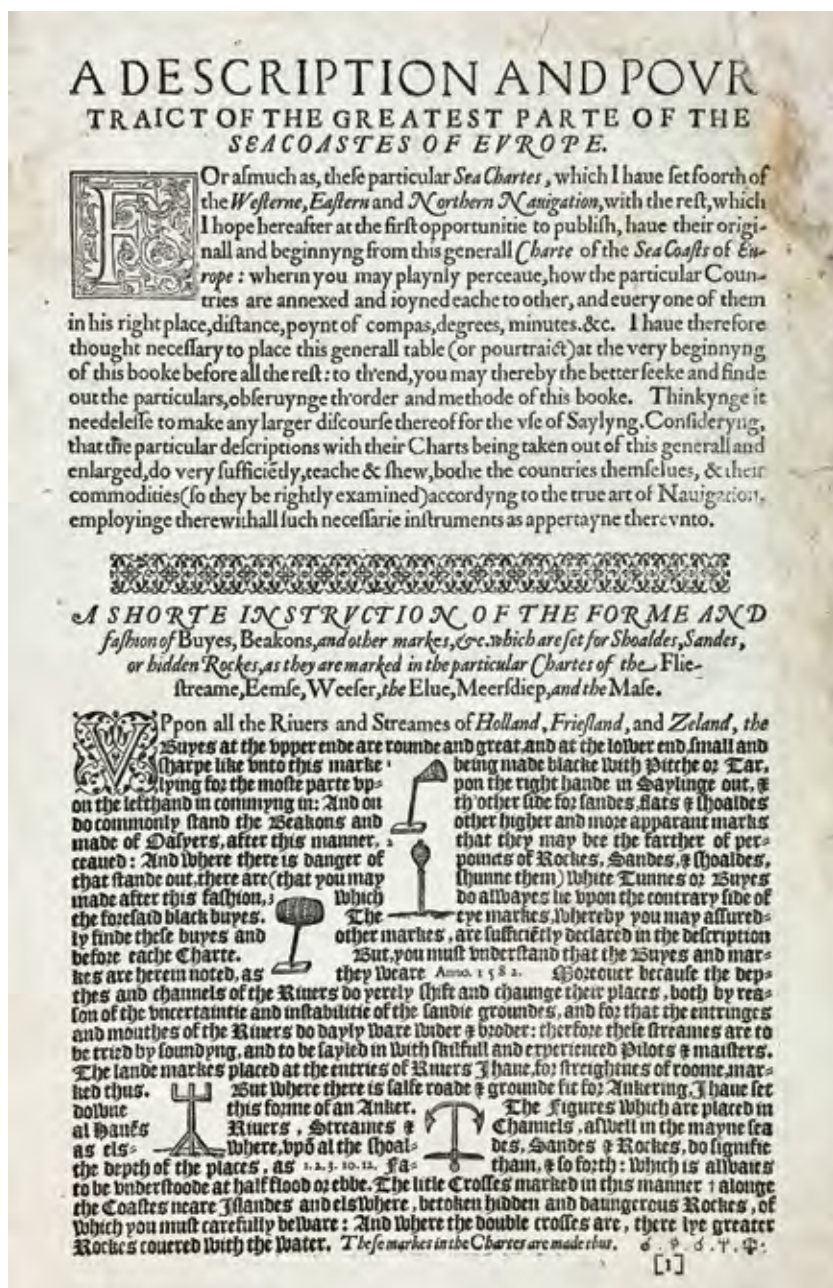 A DESCRIPTION AND POVR
TRAICT OF THE GREATEST PARTE OF THE
SEA COASTES OF EVROPE.
FOr aſmuch as, theſe particular Sea Chartes, which I haue ſet foorth of
the Weſterne, Eaſtern and Northern Nauigation, with the reſt, which
I hope hereafter at the firſt opportunitie to publiſh, haue their origi-
nall and beginnyng from this generall Charte of the Sea Coaſts of Eu-
rope: wherin you may playnly perceaue, how the particular Coun-
tries are annexed and ioyned eache to other, and euery one of them
in his right place, diſtance, poynt of compas, degrees, minutes. &c. I haue therefore
thought neceſſary to place this generall table (or pourtraict) at the very beginnyng
of this booke before all the reſt: to th'end, you may thereby the better ſeeke and finde
out the particulars, obſeruynge th'order and methode of this booke. Thinkynge it
needeleſſe to make any larger diſcourſe thereof for the vſe of Saylyng. Conſideryng,
that the particular deſcriptions with their Charts being taken out of this generall and
enlarged, do very ſufficiēdy, teache & ſhew, bothe the countries themſelues, & their
commodities (ſo they be rightly examined) accordyng to the true art of Nauigation,
employinge therewithall ſuch neceſſarie inſtruments as appertayne therevnto.
A SHORTE INSTRVCTION OF THE FORME AND
faſhion of Buyes, Beakons, and other markes, &c. which are ſet for Shoaldes, Sandes,
or hidden Rockes, as they are marked in the particular Chartes of the Flie-
ſtreame, Eemſe, Weeſer, the Elue, Meerſdiep, and the Maſe.
VPpon all the Riuers and Streames of Holland, Frieſland, and Zeland, the
Buyes at the vpper ende are rounde and great, and at the lower end, ſmall and
ſharpe like vnto this marke being made blacke with Pitche or Tar,
lying for the moſte parte vp- pon the right hande in Saylinge out, &
on the lefthand in commyng in: And on th'other ſide for ſandes, flats & ſhoaldes
do commonly ſtand the Beakons and other higher and more apparant marks
made of Daſpers, after this manner, 2 that they may bee the farther of per-
ceaued: And where there is danger of poincts of Rockes, Sandes, & ſhoaldes,
that ſtande out, there are (that you may ſhunne them) white Tunnes or Buyes
made after this faſhion, 3 which do allwayes lie vpon the contrary ſide of
the foreſaid black buyes. The eye markes, whereby you may aſſured-
ly finde theſe buyes and other markes, are ſufficiētly declared in the deſcription
before eache Charte. But, you muſt vnderſtand that the Buyes and mar-
kes are herein noted, as they weare Anno. 1582. Moreouer becauſe the dep-
thes and channels of the Riuers do yerely ſhift and chaunge their places, both by rea-
ſon of the vncertaintie and inſtabilitie of the ſandie groundes, and for that the entringes
and mouthes of the Riuers do dayly ware wider & broder: therfore theſe ſtreames are to
be tried by ſoundyng, and to be ſayled in with ſkilfull and experienced Pilots & maiſters.
The lande markes placed at the entries of Riuers I haue, for ſtreightnes of roome, mar-
ked thus. But where there is ſalfe roade & grounde fit for Ankering, I haue ſet
downe this forme of an Anker. The Figures which are placed in
al Hauēs Riuers, Streames & Channels, aſwell in the mayne ſea
as els- where, vpō al the ſhoal- des, Sandes & Rockes, do ſignifie
the depth of the places, as 1. 2. 3. 10. 12. Fa- tham, & ſo forth: which is allwaies
to be vnderſtoode at half flood or ebbe. The litle Croſſes marked in this manner alonge
the Coaſtes neare Iſlandes and elswhere, betoken hidden and daungerous Rockes, of
which you muſt carefully beware: And where the double croſſes are, there lye greater
Rockes couered with the water. Theſe markes in the Chartes are made thus.
[1]